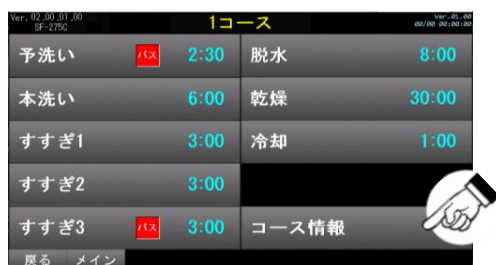 Ver. 02,00,01,00
SF-275C
1コース
Ver.01.00
00/00 00:00:00
予洗い パス 2:30
脱水 8:00
本洗い 6:00
乾燥 30:00
すすぎ1 3:00
冷却 1:00
すすぎ2 3:00
すすぎ3 パス 3:00
コース情報
戻る メイン